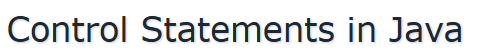 Control Statements in Java